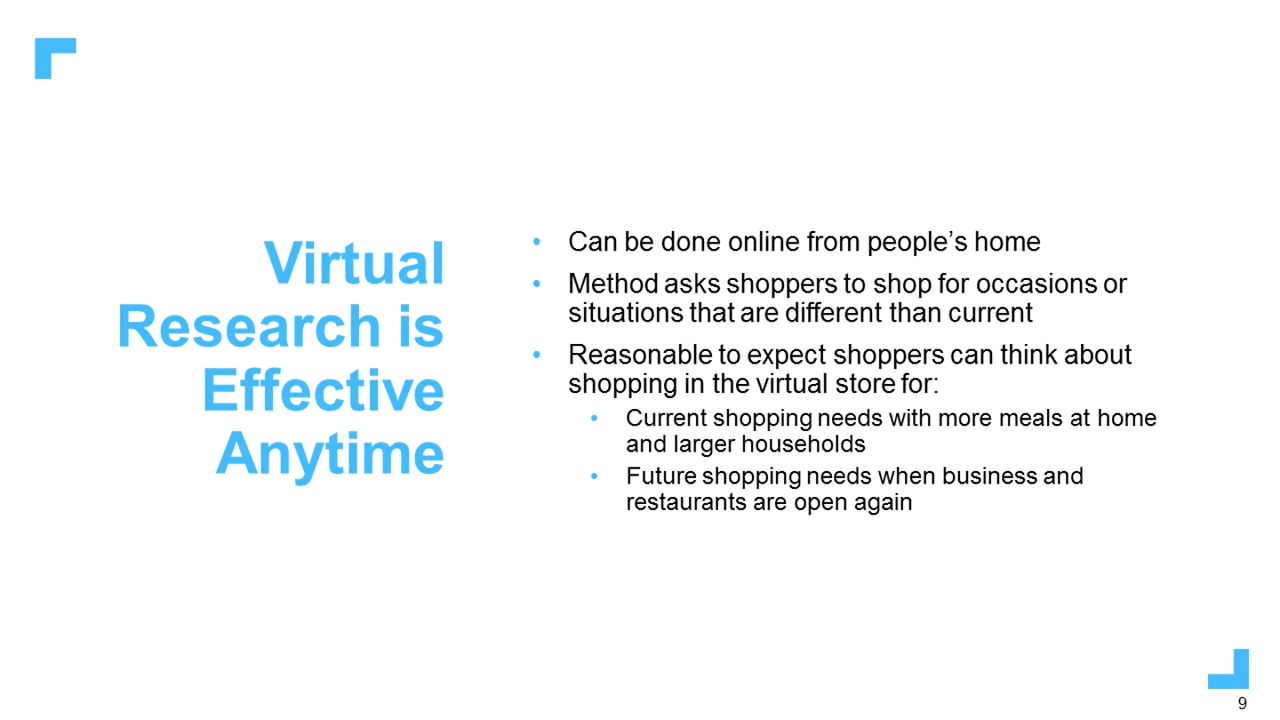 Virtual
Research is
Effective
Anytime
• Can be done online from people’s home
• Method asks shoppers to shop for occasions or
situations that are different than current
• Reasonable to expect shoppers can think about
shopping in the virtual store for:
• Current shopping needs with more meals at home
and larger households
• Future shopping needs when business and
restaurants are open again
9